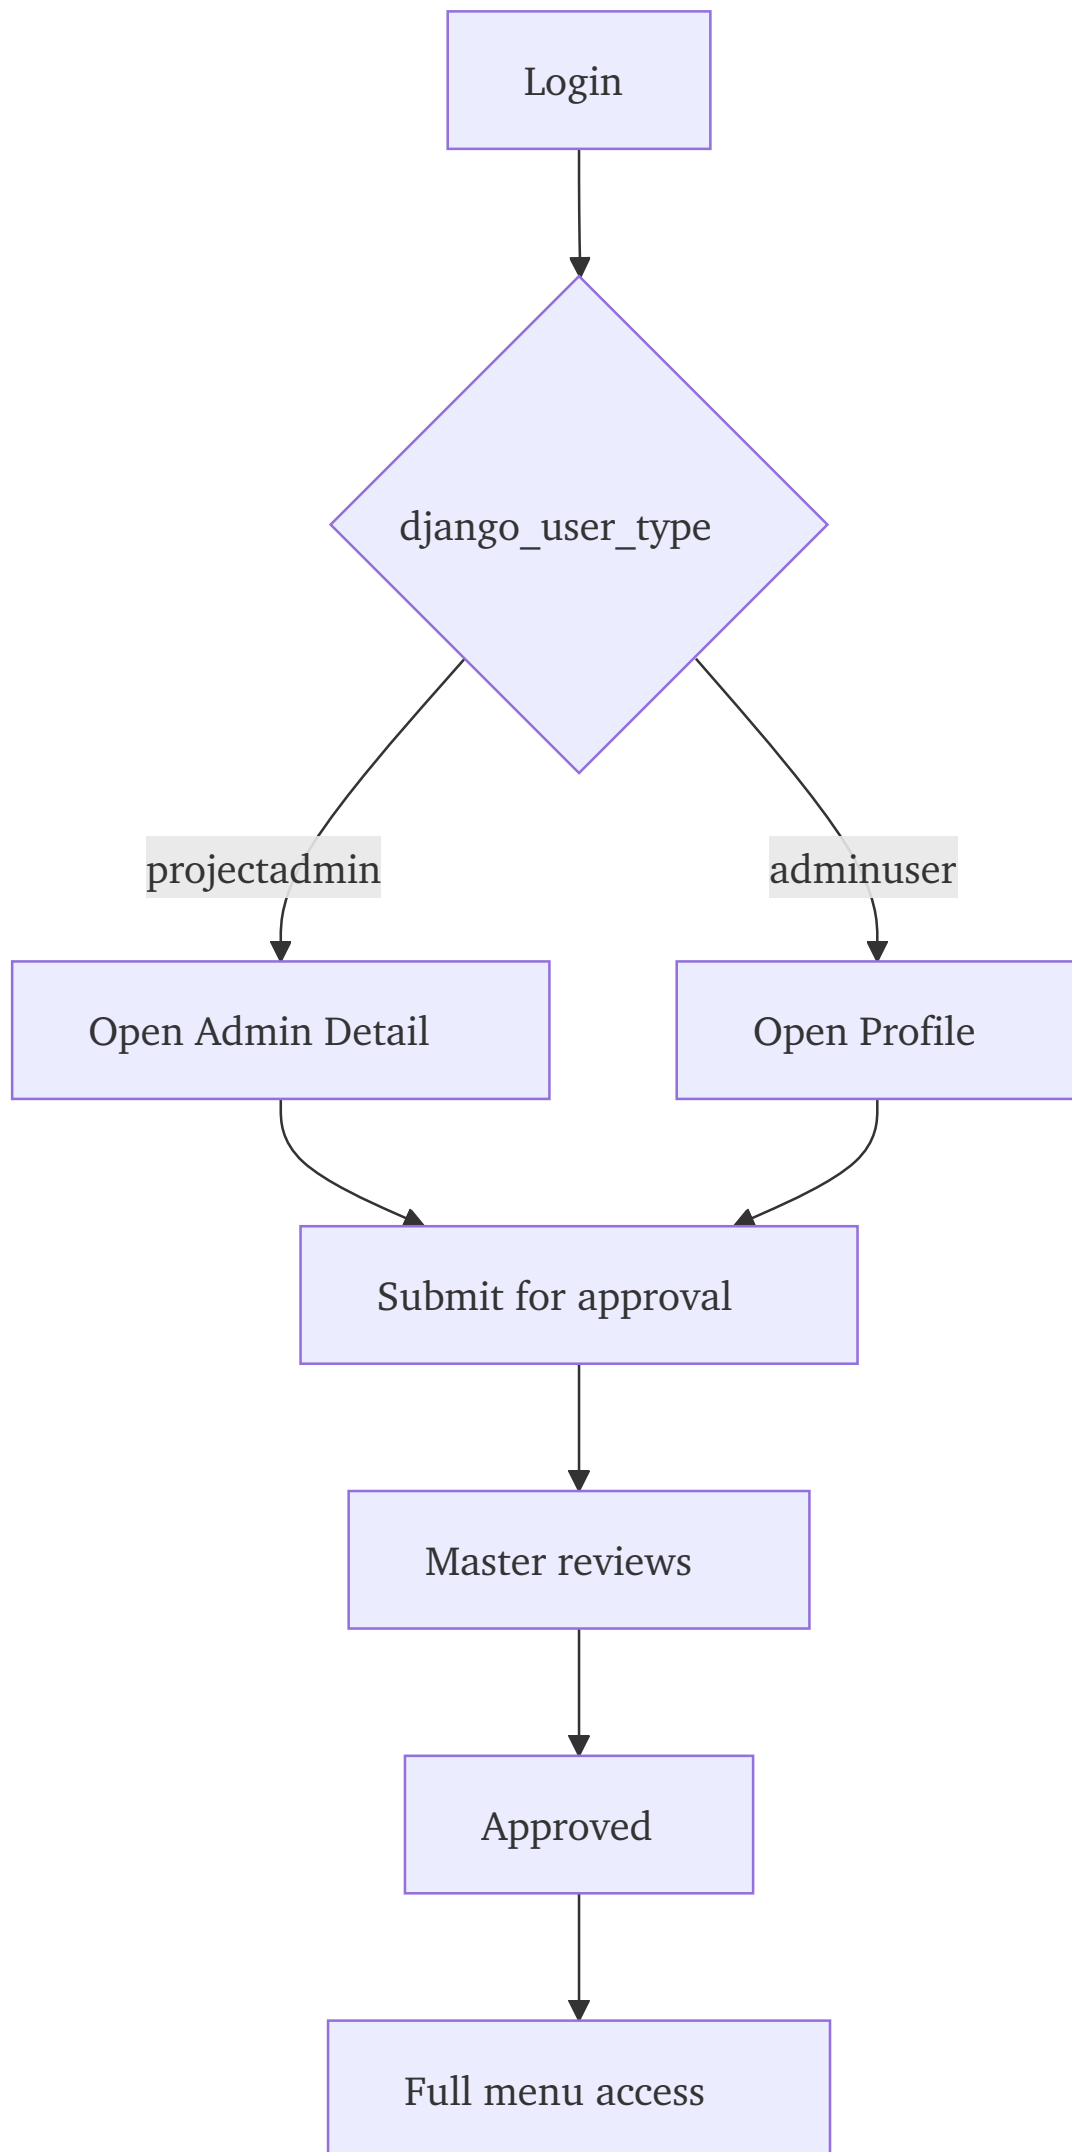 Login
django_user_type
projectadmin
adminuser
Open Admin Detail
Open Profile
Submit for approval
Master reviews
Approved
Full menu access